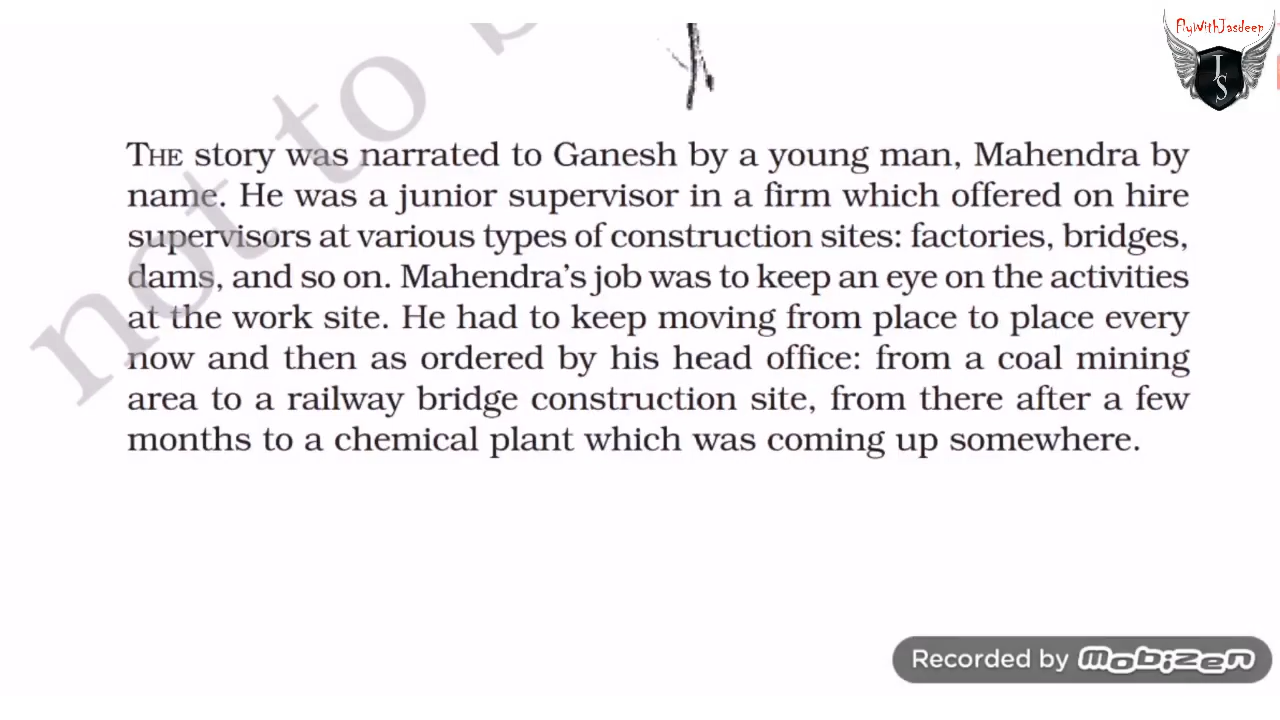 FlyWithJasdeep
JS
not to b
THE story was narrated to Ganesh by a young man, Mahendra by
name. He was a junior supervisor in a firm which offered on hire
supervisors at various types of construction sites: factories, bridges,
dams, and so on. Mahendra's job was to keep an eye on the activities
at the work site. He had to keep moving from place to place every
now and then as ordered by his head office: from a coal mining
area to a railway bridge construction site, from there after a few
months to a chemical plant which was coming up somewhere.
Recorded by mobizen